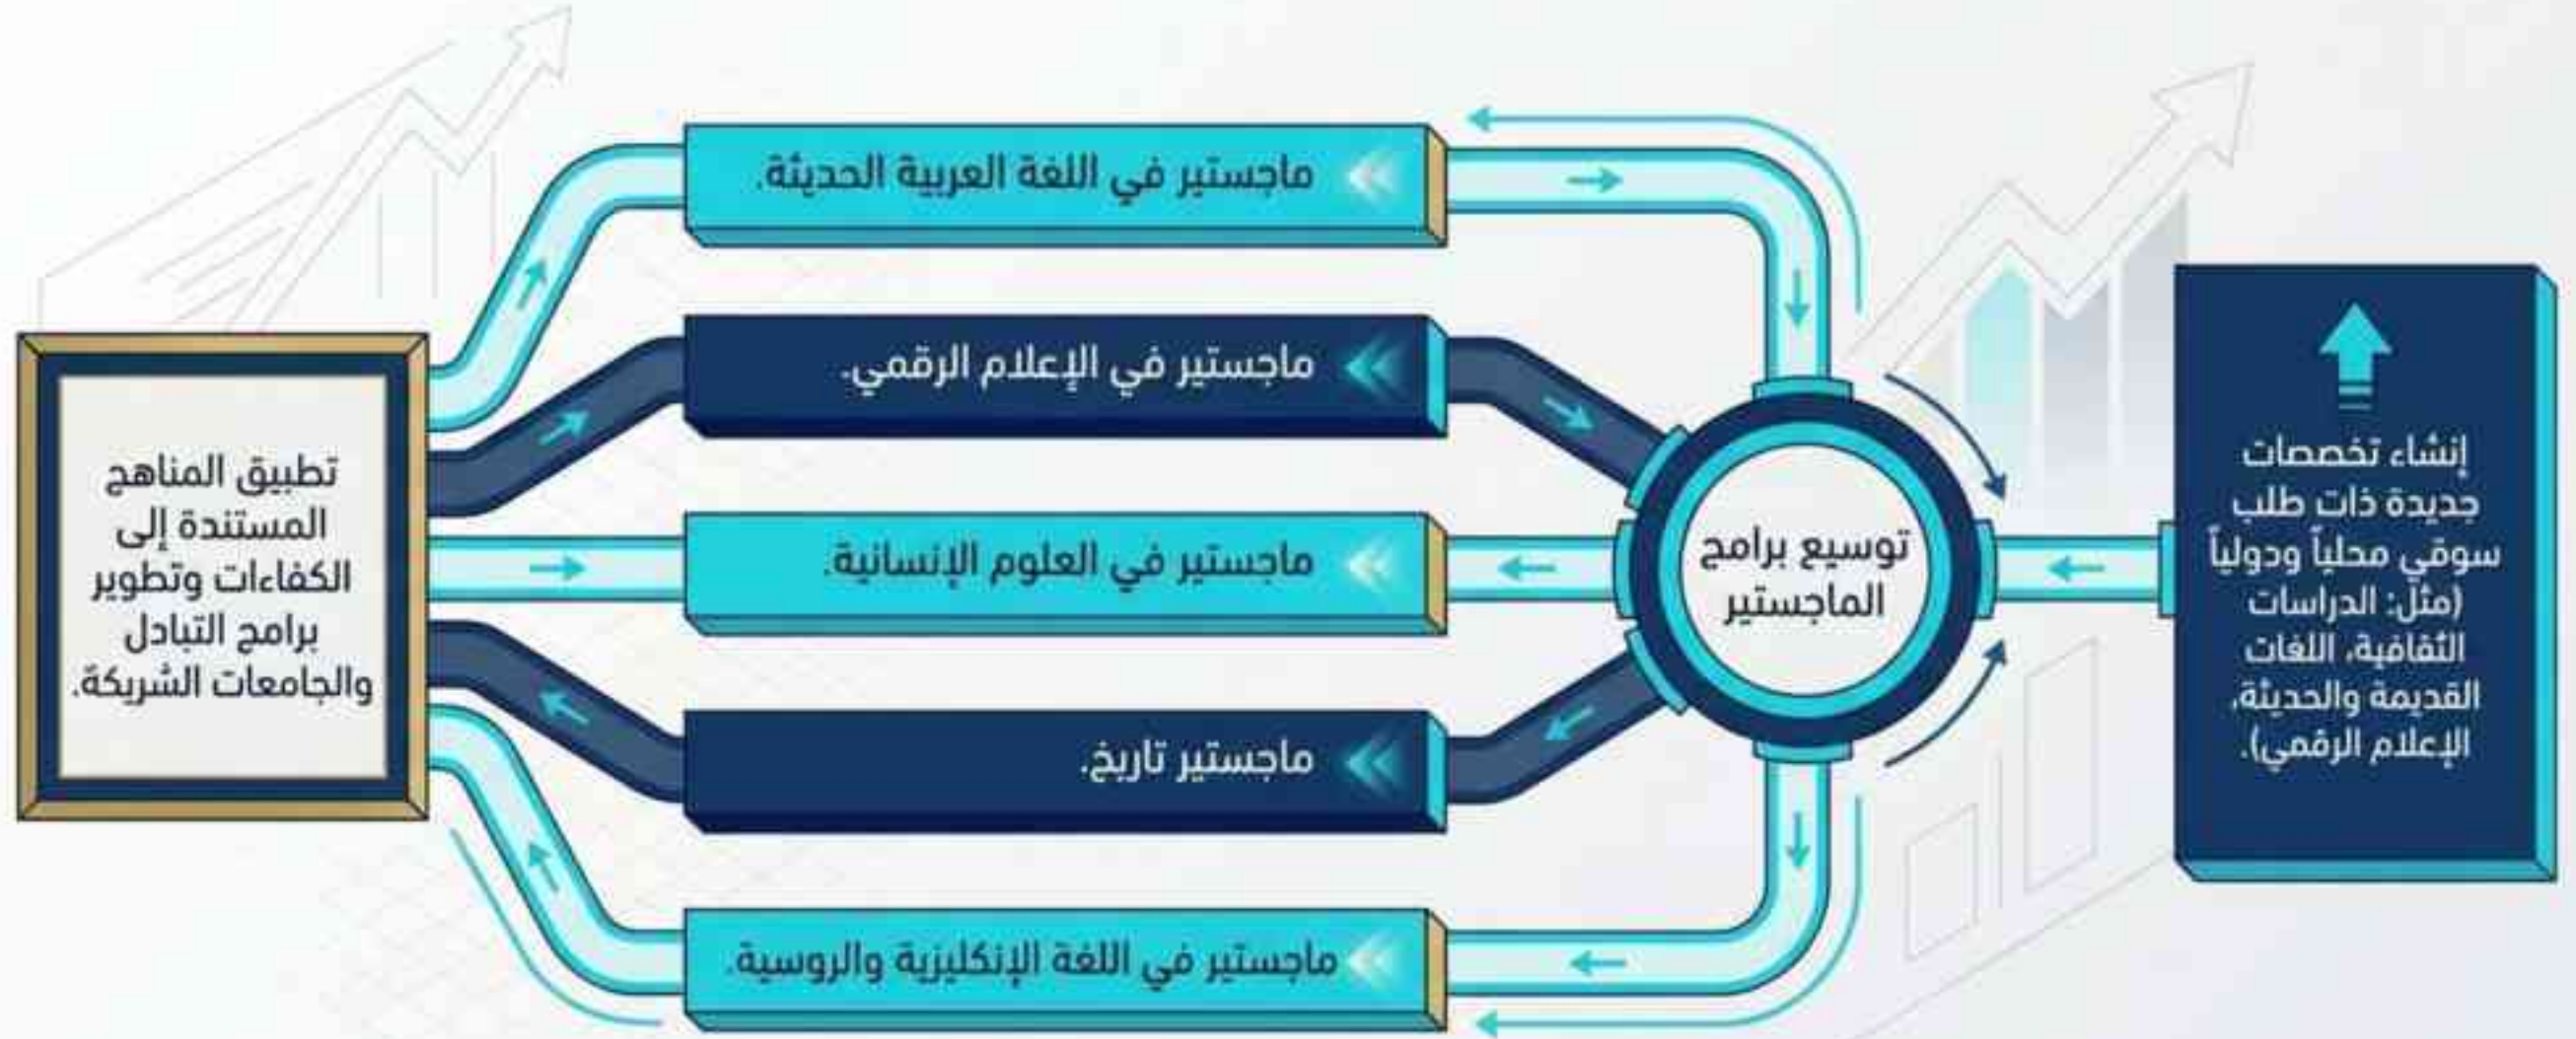 إنشاء تخصصات
جديدة ذات طلب
سوقي محلياً ودولياً
(مثل: الدراسات
الثقافية، اللغات
القديمة والحديثة،
الإعلام الرقمي).
توسيع برامج
الماجستير
ماجستير في اللغة العربية الحديثة.
ماجستير في الإعلام الرقمي.
ماجستير في العلوم الإنسانية.
ماجستير تاريخ.
ماجستير في اللغة الإنكليزية والروسية.
تطبيق المناهج
المستندة إلى
الكفاءات وتطوير
برامج التبادل
والجامعات الشريكة.